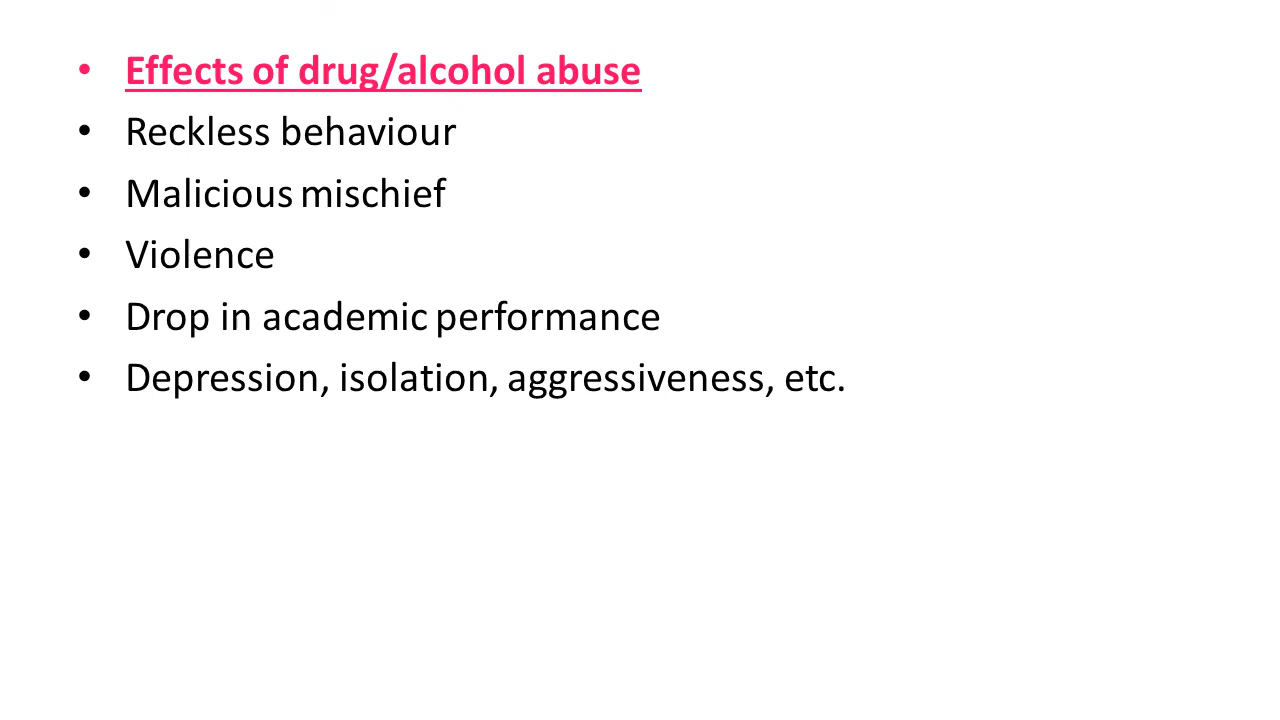 • Effects of drug/alcohol abuse
• Reckless behaviour
• Malicious mischief
• Violence
• Drop in academic performance
• Depression, isolation, aggressiveness, etc.